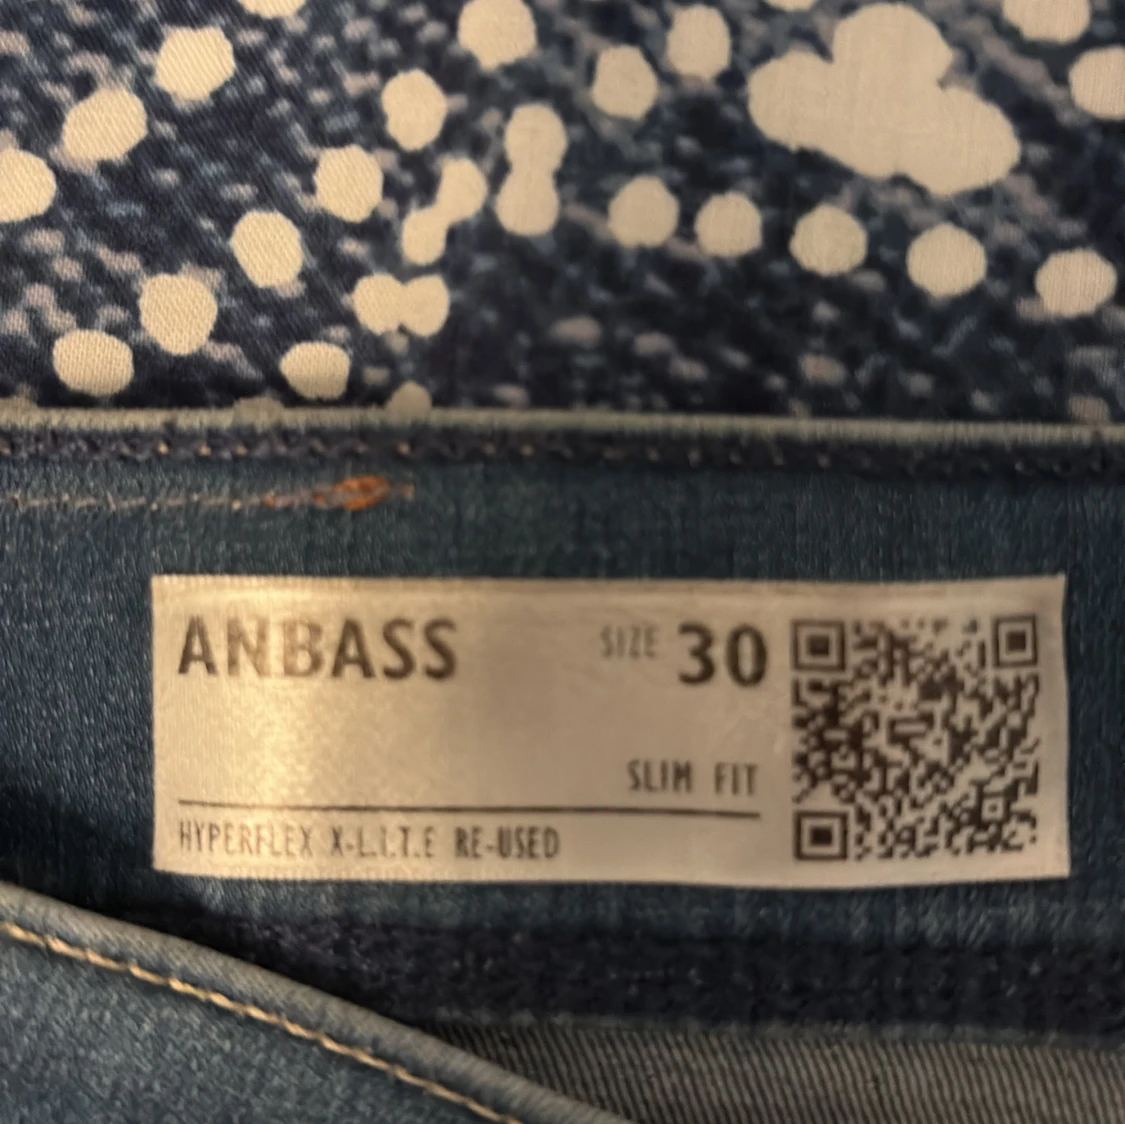 ANBASS
SIZE 30
SLIM FIT
HYPERFLEX X-L.I.T.E RE-USED